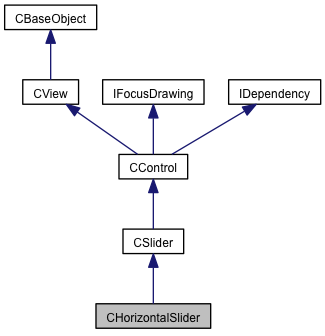 CBaseObject
CView
IFocusDrawing
IDependency
CControl
CSlider
CHorizontalSlider